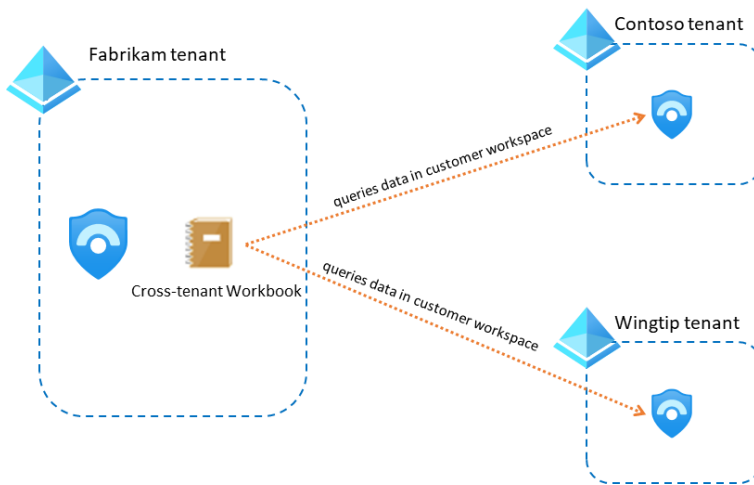 Fabrikam tenant
Contoso tenant
queries data in customer workspace
Cross-tenant Workbook
queries data in customer workspace
Wingtip tenant